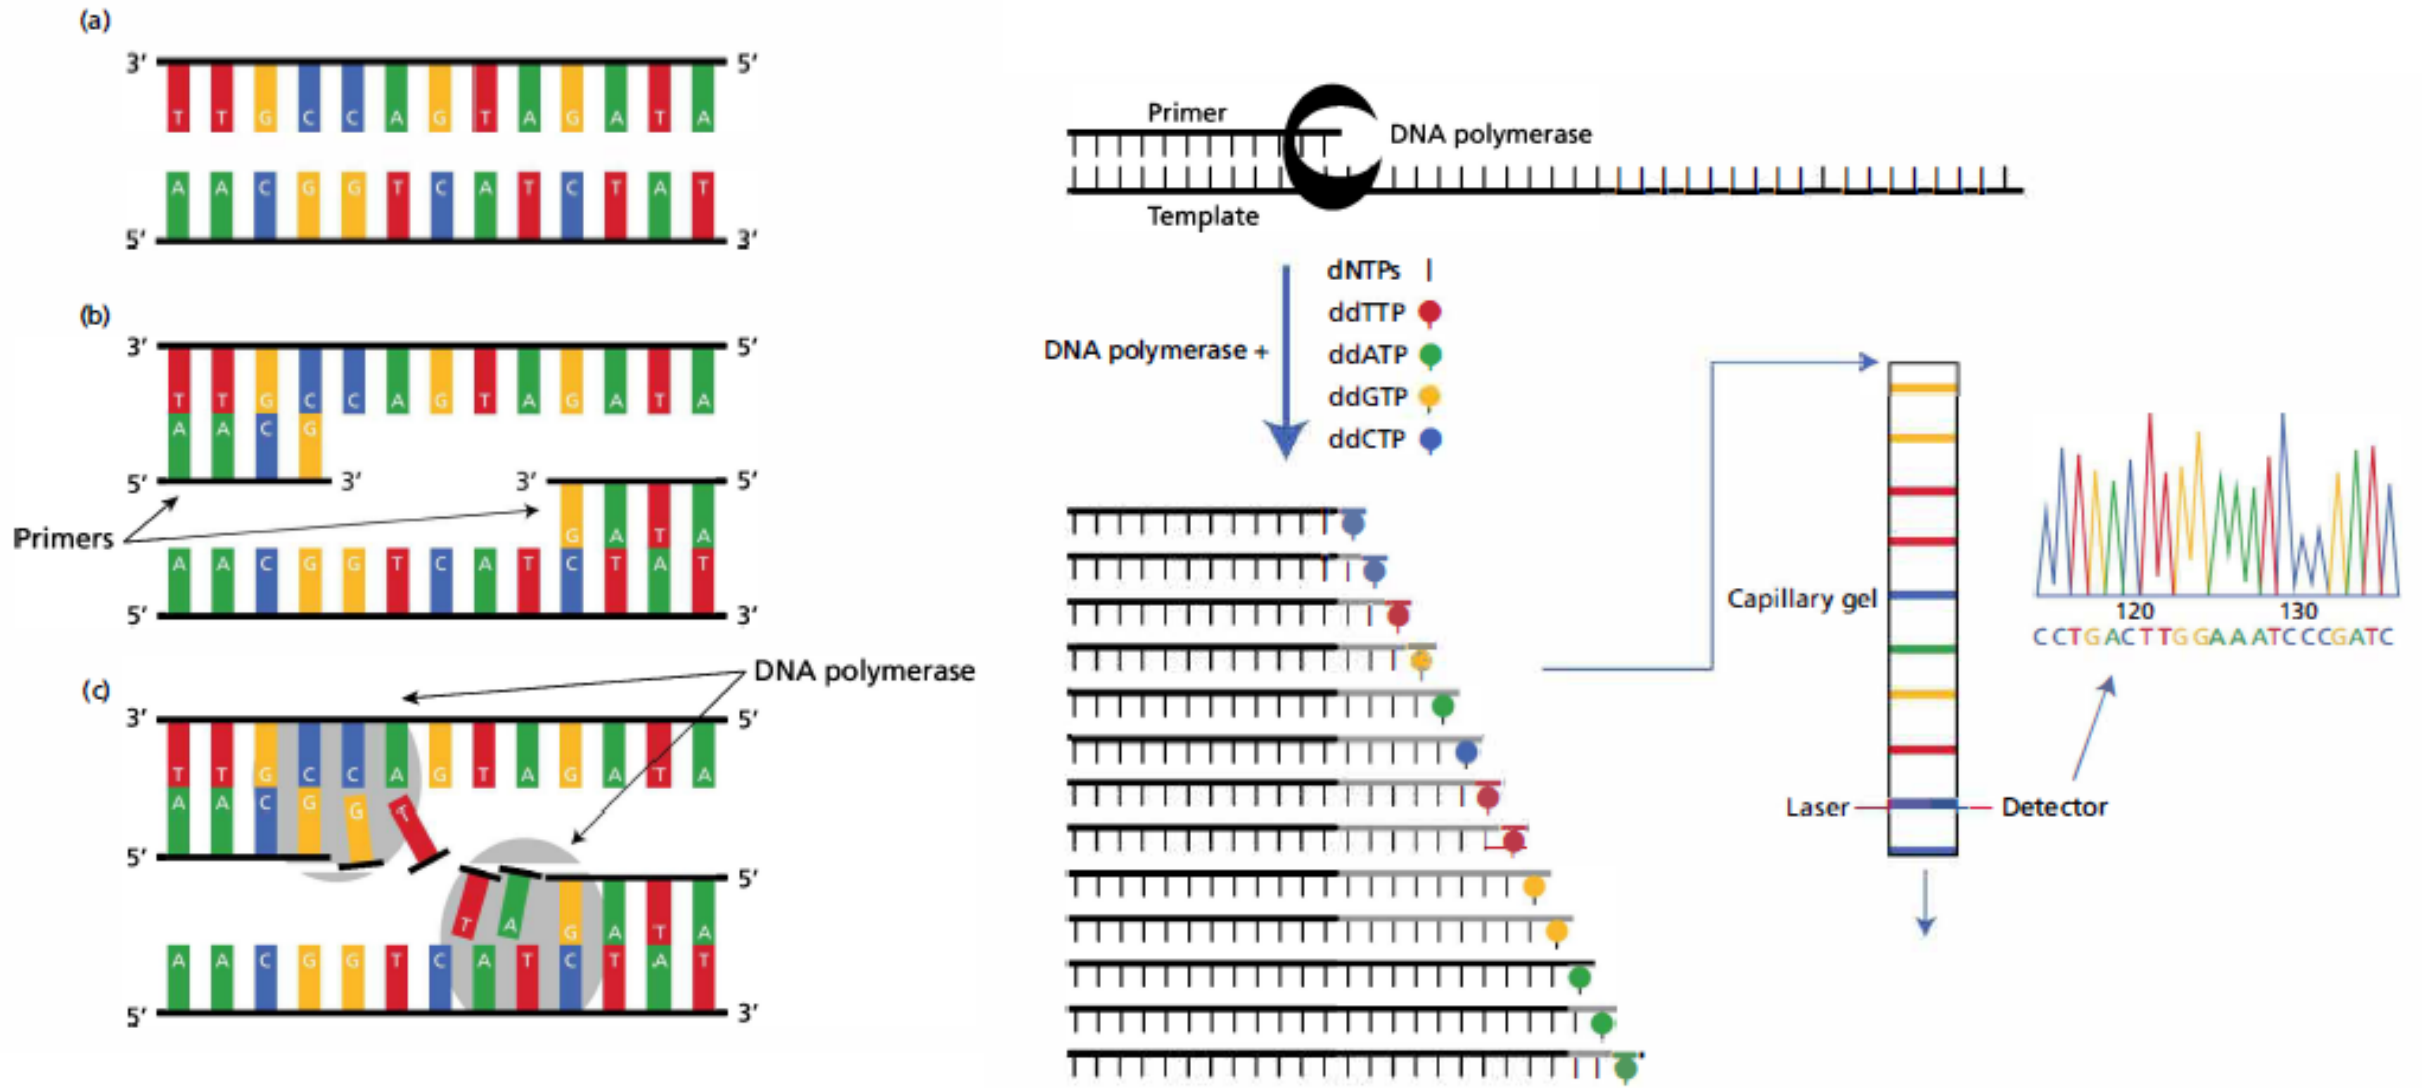 (a)
3′ 5′
T T G C C A G T A G A T A
A A C G G T C A T C T A T
5′ 3′
(b)
3′ 5′
T T G C C A G T A G A T A
A A C G
5′ 3′ 3′ 5′
Primers
G A T A
A A C G G T C A T C T A T
5′ 3′
(c)
DNA polymerase
3′ 5′
T T G C C A G T A G A T A
A A C G G T
5′ 5′
T A G A T A
A A C G G T C A T C T A T
5′ 3′
Primer
DNA polymerase
Template
dNTPs
ddTTP
DNA polymerase +
ddATP
ddGTP
ddCTP
Capillary gel
Laser
Detector
120 130
CCTGACTTGGAAATCCCGATC